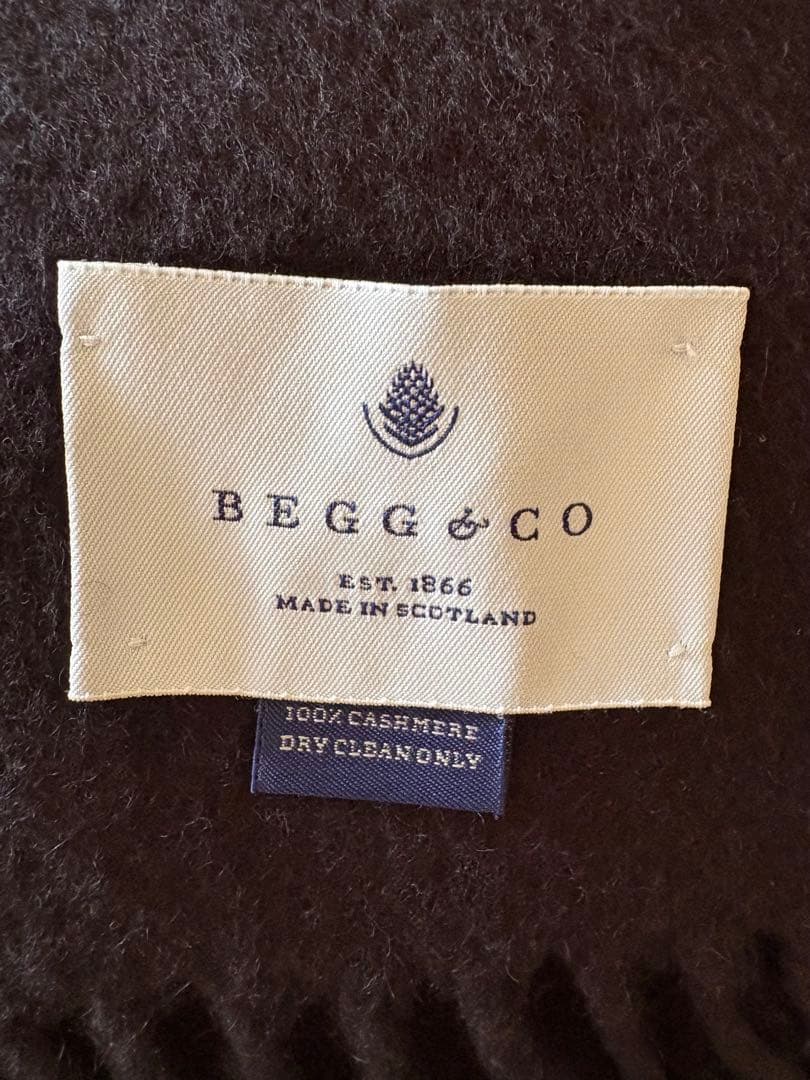 BEGG & CO
EST. 1866
MADE IN SCOTLAND
100% CASHMERE
DRY CLEAN ONLY